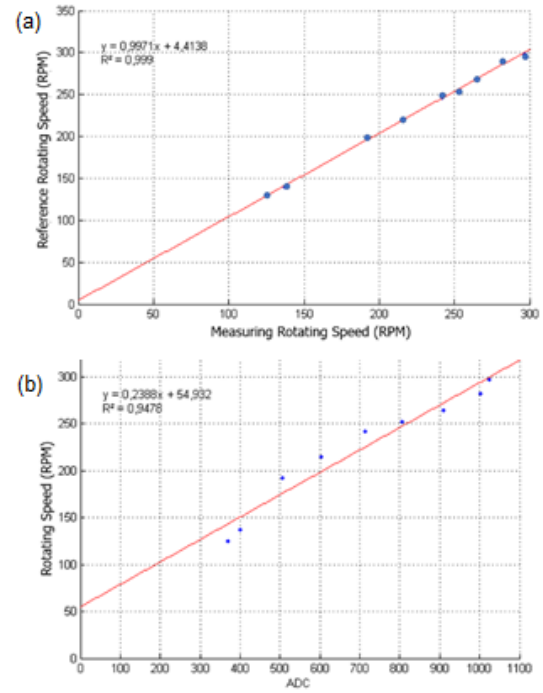 (a)
350
300
250
200
150
100
50
0
Reference Rotating Speed (RPM)
y = 0,9971x + 4,4138
R² = 0,999
0 50 100 150 200 250 300
Measuring Rotating Speed (RPM)
(b)
300
250
200
150
100
50
0
Rotating Speed (RPM)
y = 0,2388x + 54,932
R² = 0,9478
0 100 200 300 400 500 600 700 800 900 1000 1100
ADC